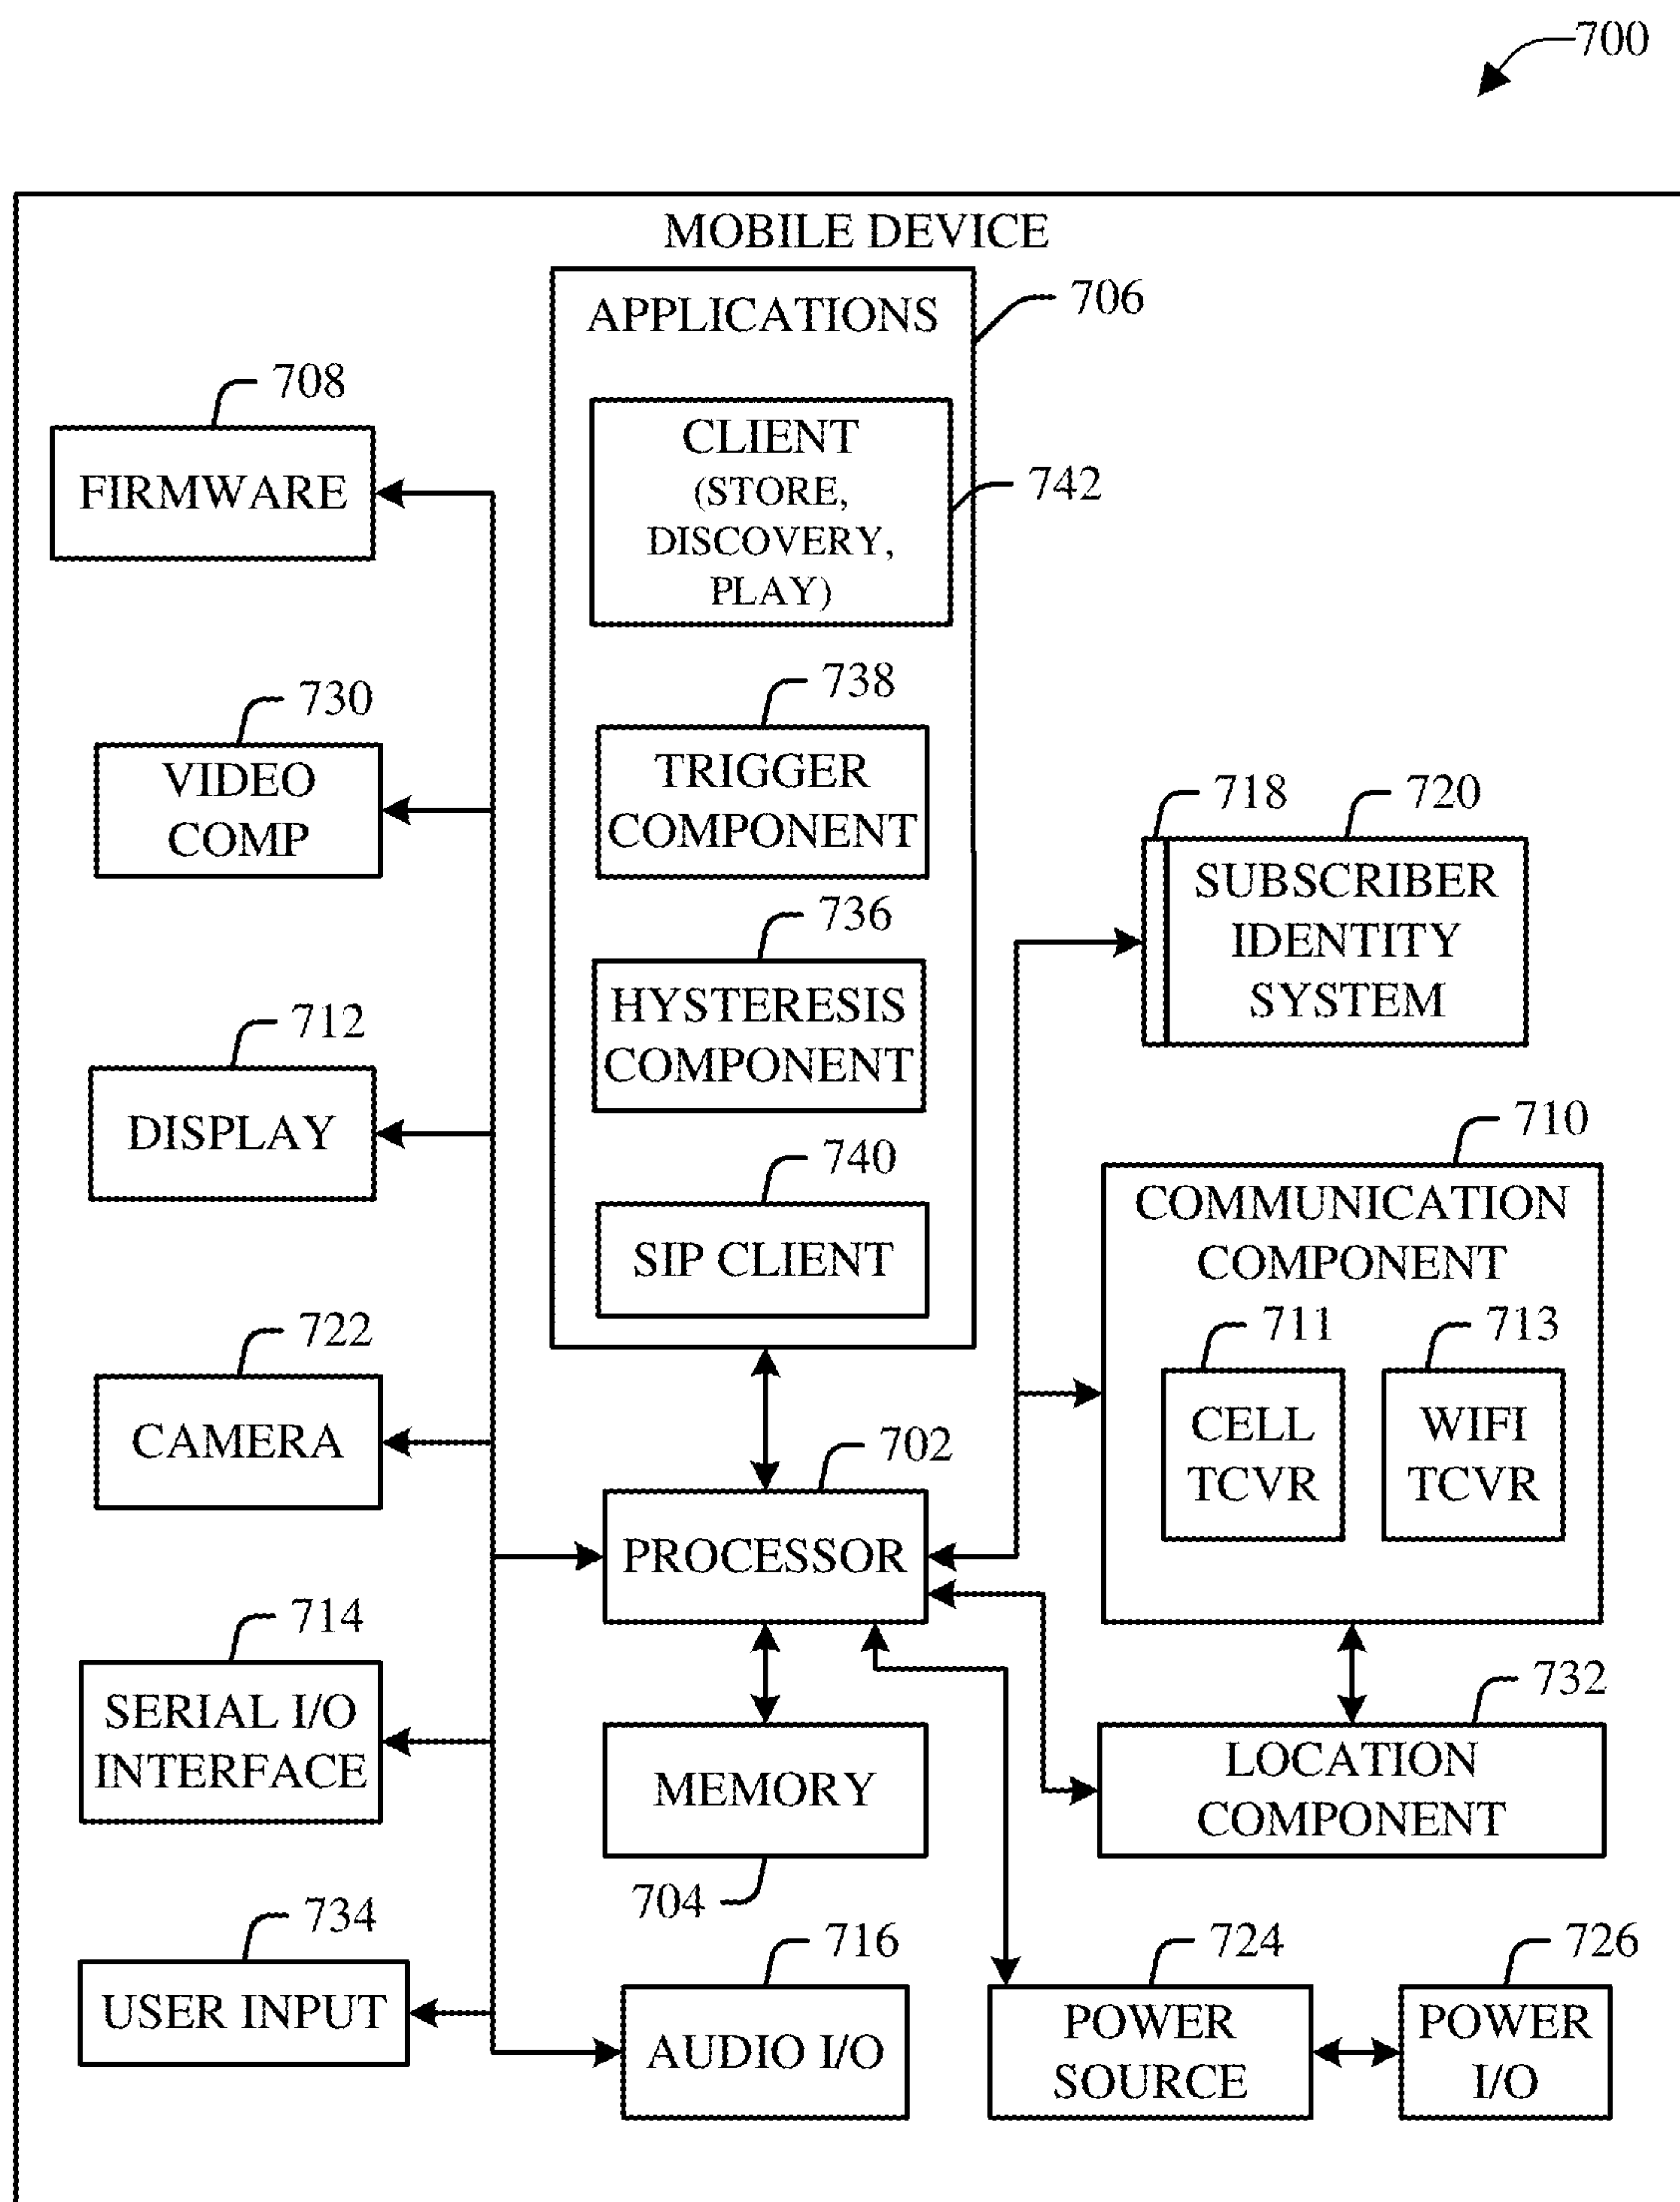 700
MOBILE DEVICE
APPLICATIONS
706
CLIENT
(STORE,
DISCOVERY,
PLAY)
742
738
TRIGGER
COMPONENT
736
HYSTERESIS
COMPONENT
740
SIP CLIENT
708
FIRMWARE
730
VIDEO
COMP
712
DISPLAY
722
CAMERA
714
SERIAL I/O
INTERFACE
734
USER INPUT
702
PROCESSOR
MEMORY
704
716
AUDIO I/O
718
720
SUBSCRIBER
IDENTITY
SYSTEM
710
COMMUNICATION
COMPONENT
711
CELL
TCVR
713
WIFI
TCVR
732
LOCATION
COMPONENT
724
POWER
SOURCE
726
POWER
I/O